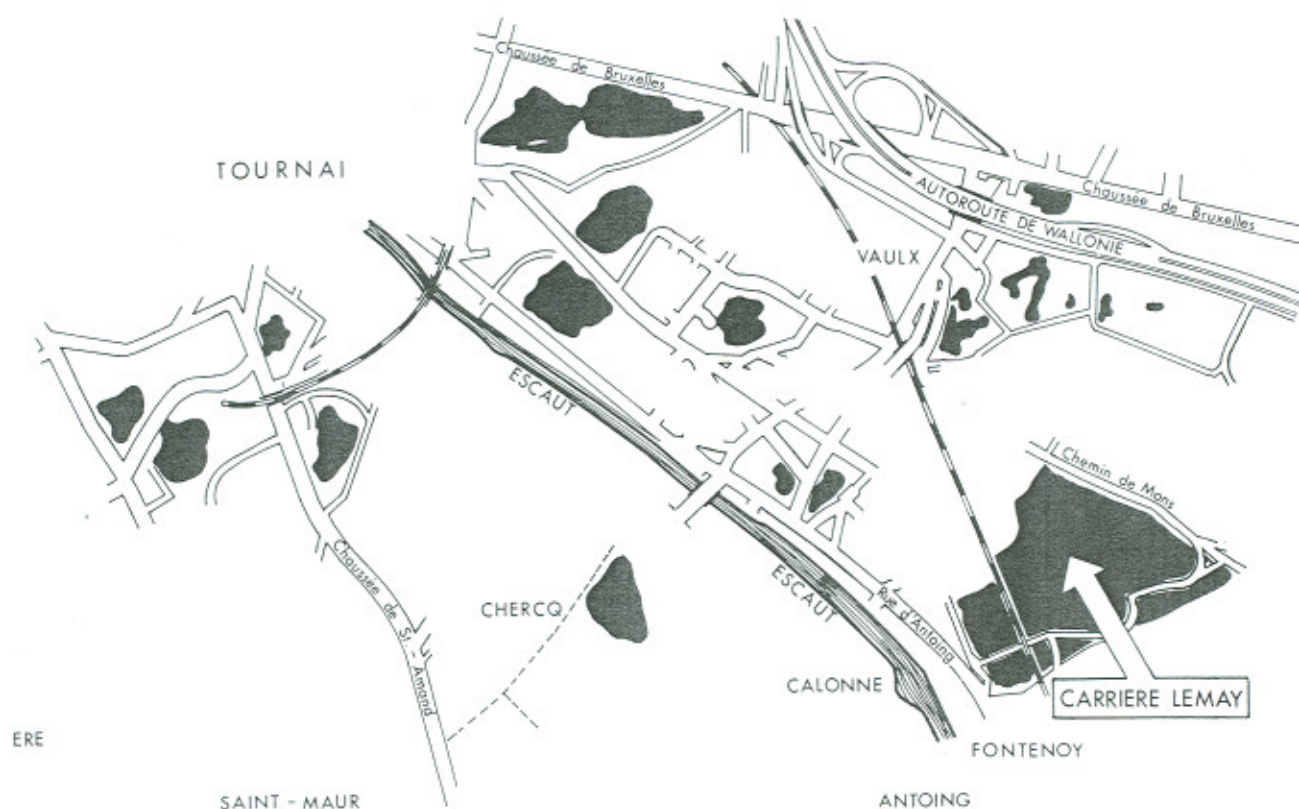 Chaussée de Bruxelles
TOURNAI
AUTOROUTE DE WALLONIE
Chaussée de Bruxelles
VAULX
ESCAUT
Chemin de Mons
ESCAUT
Chaussée de St.-Amand
CHERCQ
Rue d'Antoing
CALONNE
CARRIERE LEMAY
ERE
FONTENOY
SAINT-MAUR
ANTOING